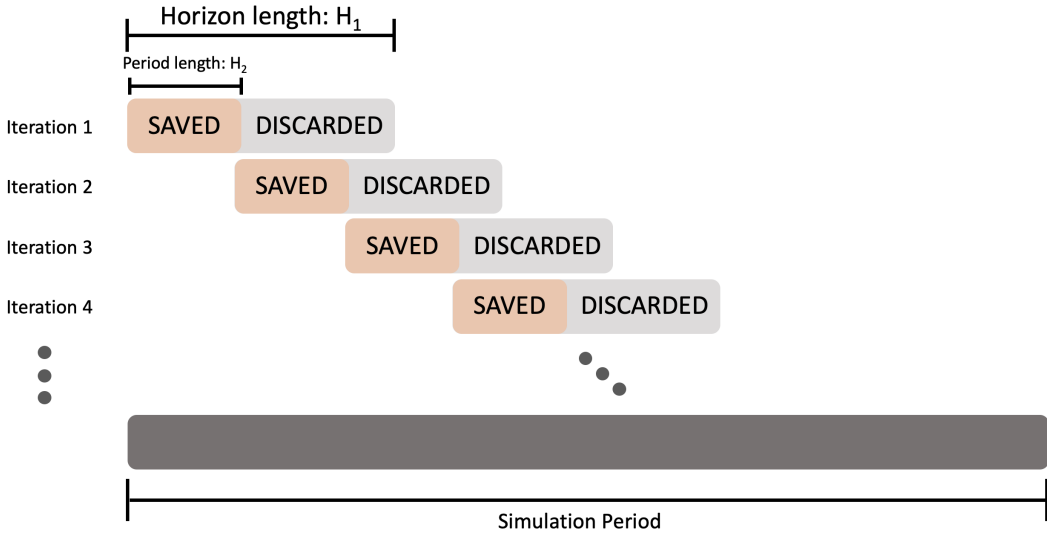 Horizon length: H₁
Period length: H₂
Iteration 1 SAVED DISCARDED
Iteration 2 SAVED DISCARDED
Iteration 3 SAVED DISCARDED
Iteration 4 SAVED DISCARDED
Simulation Period